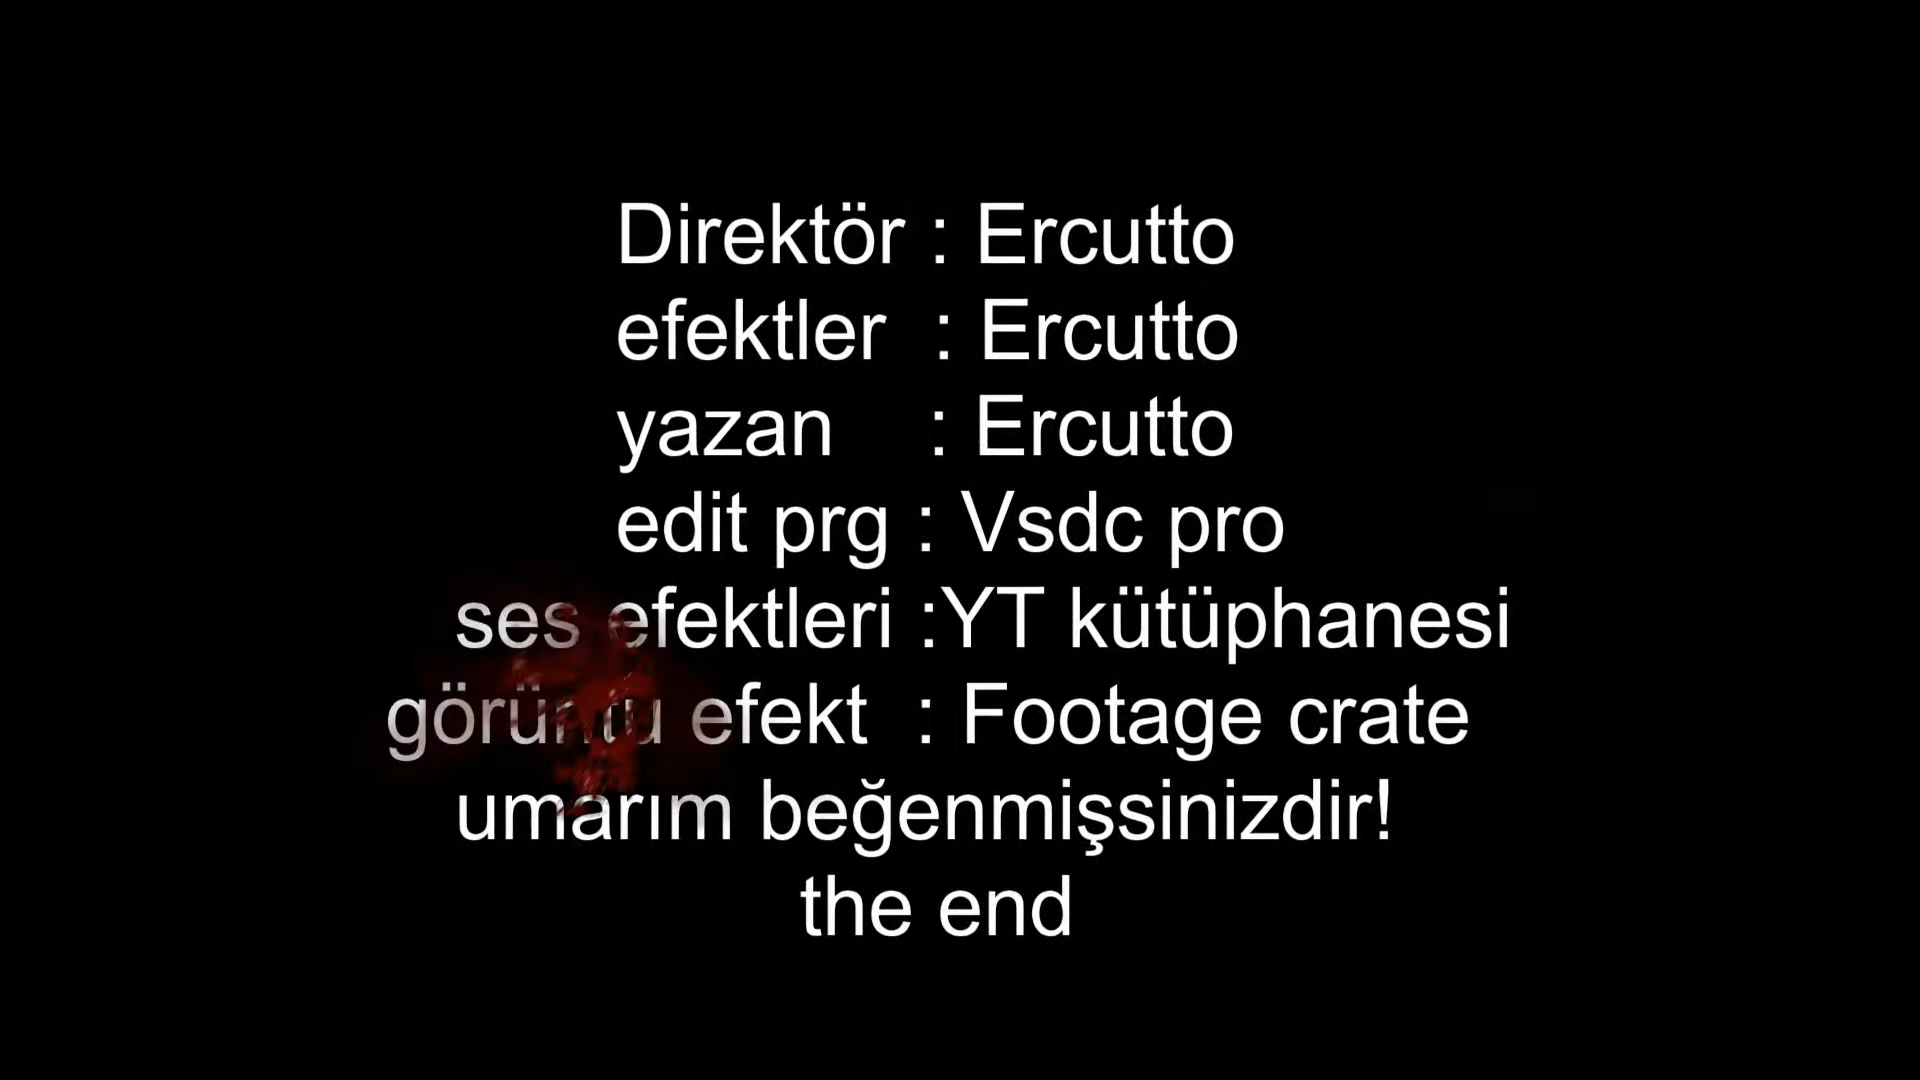 Direktör : Ercutto
efektler : Ercutto
yazan : Ercutto
edit prg : Vsdc pro
ses efektleri :YT kütüphanesi
görüntü efekt : Footage crate
umarım beğenmişsinizdir!
the end